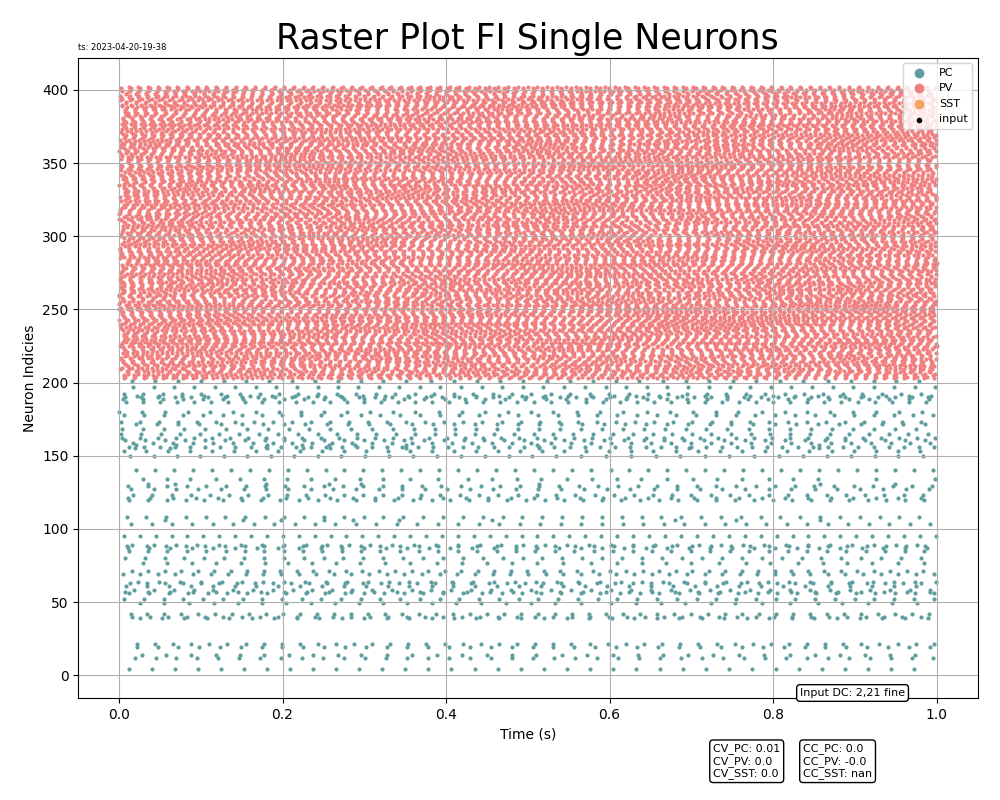 Raster Plot FI Single Neurons
ts: 2023-04-20-19-38
PC
PV
SST
input
400
350
300
250
200
150
100
50
0
Neuron Indicies
Input DC: 2,21 fine
0.0 0.2 0.4 0.6 0.8 1.0
Time (s)
CV_PC: 0.01
CV_PV: 0.0
CV_SST: 0.0
CC_PC: 0.0
CC_PV: -0.0
CC_SST: nan